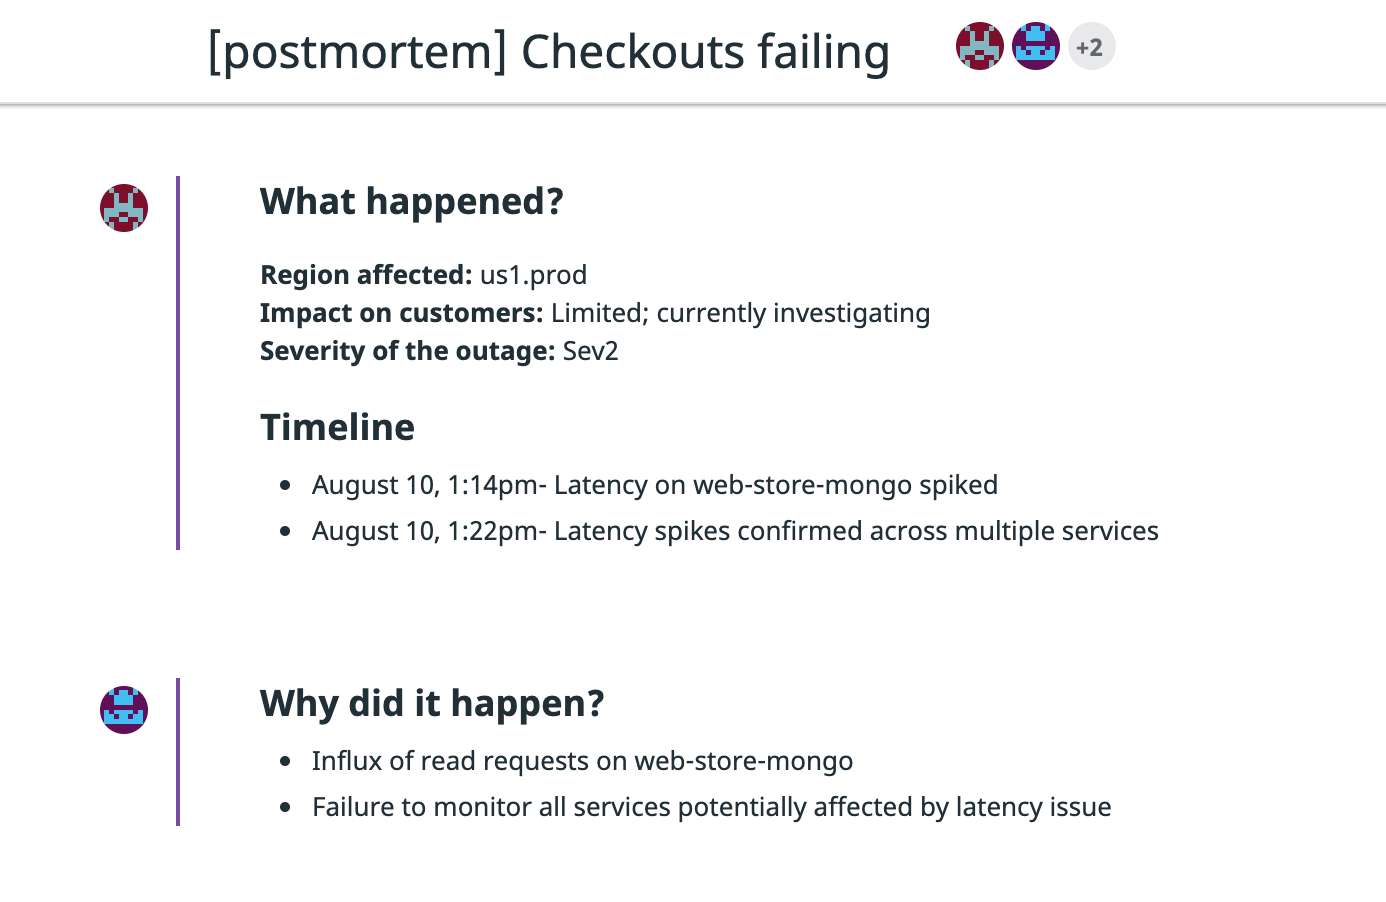 [postmortem] Checkouts failing
+2
What happened?
Region affected: us1.prod
Impact on customers: Limited; currently investigating
Severity of the outage: Sev2
Timeline
• August 10, 1:14pm- Latency on web-store-mongo spiked
• August 10, 1:22pm- Latency spikes confirmed across multiple services
Why did it happen?
• Influx of read requests on web-store-mongo
• Failure to monitor all services potentially affected by latency issue